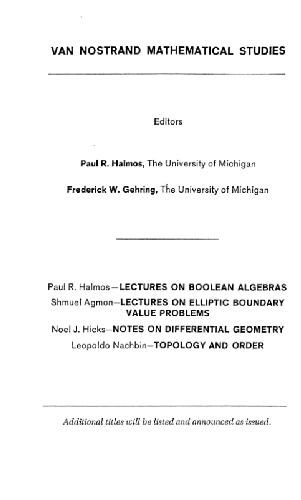 VAN NOSTRAND MATHEMATICAL STUDIES
Editors
Paul R. Halmos, The University of Michigan
Frederick W. Gehring, The University of Michigan
Paul R. Halmos—LECTURES ON BOOLEAN ALGEBRAS
Shmuel Agmon—LECTURES ON ELLIPTIC BOUNDARY
VALUE PROBLEMS
Noel J. Hicks—NOTES ON DIFFERENTIAL GEOMETRY
Leopoldo Nachbin—TOPOLOGY AND ORDER
Additional titles will be listed and announced as issued.